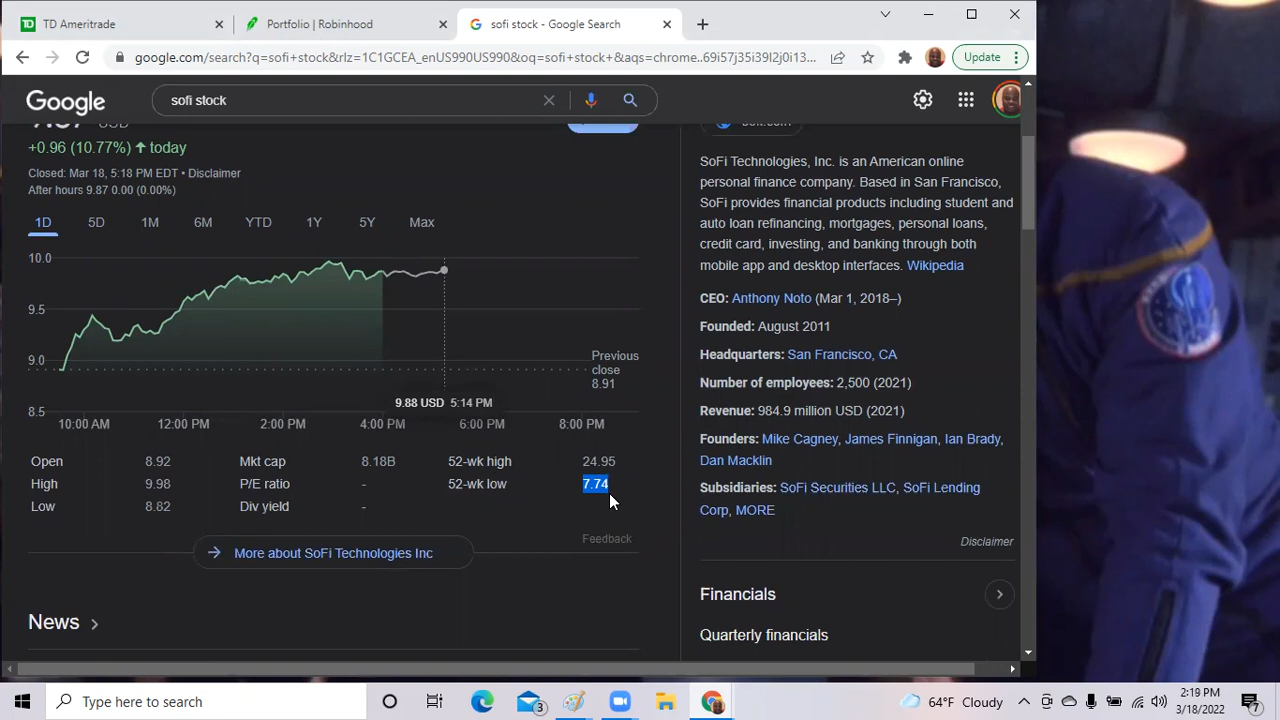 TD Ameritrade
Portfolio | Robinhood
sofi stock - Google Search
google.com/search?q=sofi+stock&rlz=1C1GCEA_enUS990US990&oq=sofi+stock+&aqs=chrome..69i57j35i39l2j0i13...
Update
Google
sofi stock
USD
+0.96 (10.77%) today
Closed: Mar 18, 5:18 PM EDT • Disclaimer
After hours 9.87 0.00 (0.00%)
1D 5D 1M 6M YTD 1Y 5Y Max
10.0
9.5
9.0
8.5
Previous
close
8.91
9.88 USD 5:14 PM
10:00 AM 12:00 PM 2:00 PM 4:00 PM 6:00 PM 8:00 PM
Open 8.92 Mkt cap 8.18B 52-wk high 24.95
High 9.98 P/E ratio - 52-wk low 7.74
Low 8.82 Div yield -
Feedback
More about SoFi Technologies Inc
News
SoFi Technologies, Inc. is an American online
personal finance company. Based in San Francisco,
SoFi provides financial products including student and
auto loan refinancing, mortgages, personal loans,
credit card, investing, and banking through both
mobile app and desktop interfaces. Wikipedia
CEO: Anthony Noto (Mar 1, 2018–)
Founded: August 2011
Headquarters: San Francisco, CA
Number of employees: 2,500 (2021)
Revenue: 984.9 million USD (2021)
Founders: Mike Cagney, James Finnigan, Ian Brady,
Dan Macklin
Subsidiaries: SoFi Securities LLC, SoFi Lending
Corp, MORE
Disclaimer
Financials
Quarterly financials
Type here to search
3
64°F Cloudy
2:19 PM
3/18/2022
7